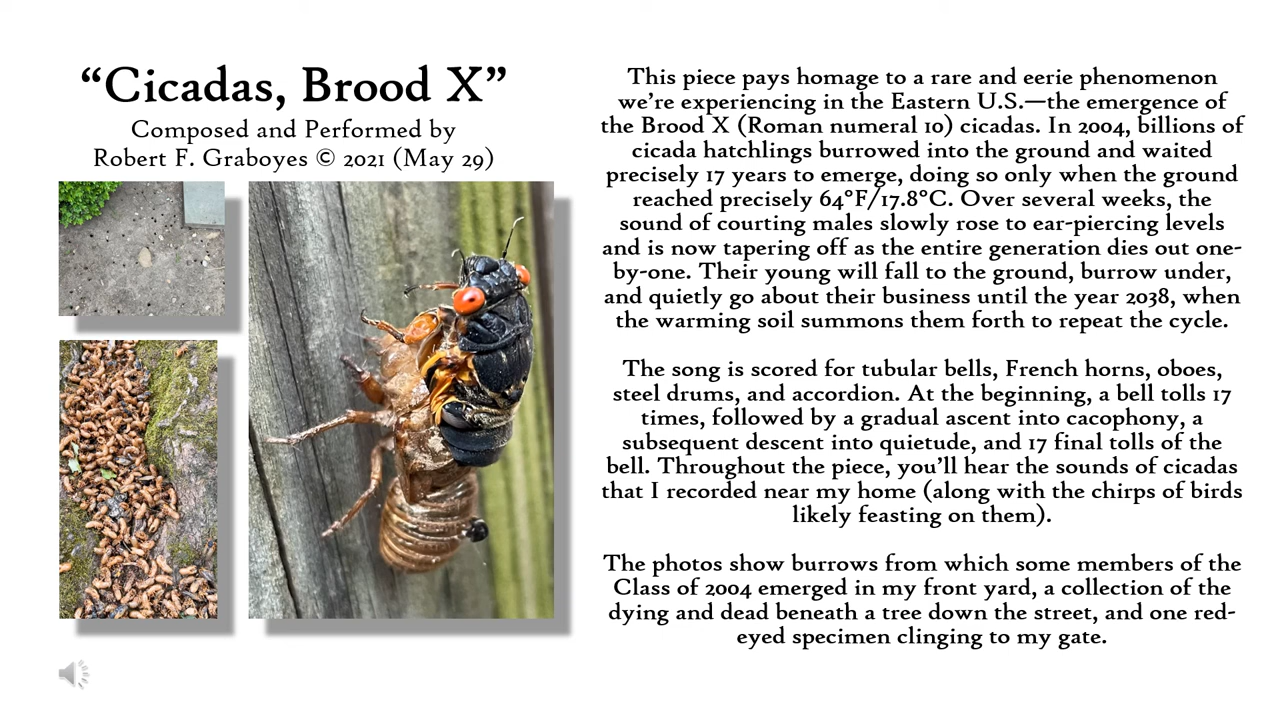 “Cicadas, Brood X”
Composed and Performed by
Robert F. Graboyes © 2021 (May 29)
This piece pays homage to a rare and eerie phenomenon
we’re experiencing in the Eastern U.S.—the emergence of
the Brood X (Roman numeral 10) cicadas. In 2004, billions of
cicada hatchlings burrowed into the ground and waited
precisely 17 years to emerge, doing so only when the ground
reached precisely 64°F/17.8°C. Over several weeks, the
sound of courting males slowly rose to ear-piercing levels
and is now tapering off as the entire generation dies out one-
by-one. Their young will fall to the ground, burrow under,
and quietly go about their business until the year 2038, when
the warming soil summons them forth to repeat the cycle.
The song is scored for tubular bells, French horns, oboes,
steel drums, and accordion. At the beginning, a bell tolls 17
times, followed by a gradual ascent into cacophony, a
subsequent descent into quietude, and 17 final tolls of the
bell. Throughout the piece, you’ll hear the sounds of cicadas
that I recorded near my home (along with the chirps of birds
likely feasting on them).
The photos show burrows from which some members of the
Class of 2004 emerged in my front yard, a collection of the
dying and dead beneath a tree down the street, and one red-
eyed specimen clinging to my gate.